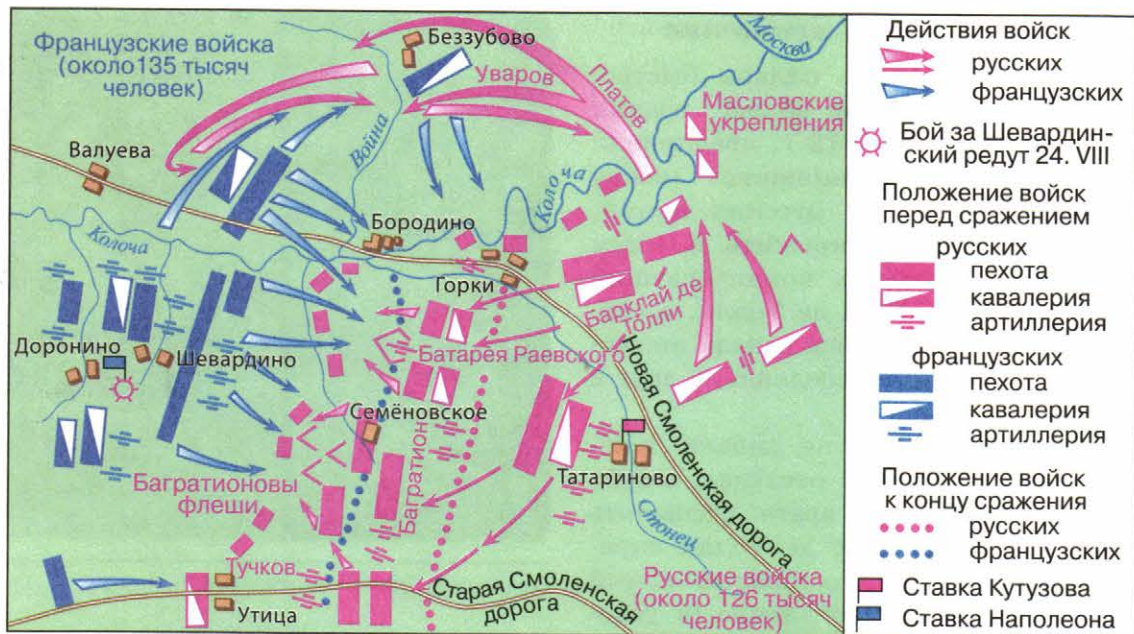 Французские войска
(около135 тысяч
человек)
Беззубово
Уваров
Платов
Москва
Масловские
укрепления
Валуева
Война
Колоча
Колоча
Бородино
Горки
Барклай де
Толли
Доронино
Шевардино
Батарея Раевского
Новая Смоленская дорога
Семёновское
Багратион
Багратионовы
флеши
Татариново
Стонец
Тучков
Утица
Старая Смоленская
дорога
Русские войска
(около 126 тысяч
человек)
Действия войск
русских
французских
Бой за Шевардин-
ский редут 24. VIII
Положение войск
перед сражением
русских
пехота
кавалерия
артиллерия
французских
пехота
кавалерия
артиллерия
Положение войск
к концу сражения
русских
французских
Ставка Кутузова
Ставка Наполеона